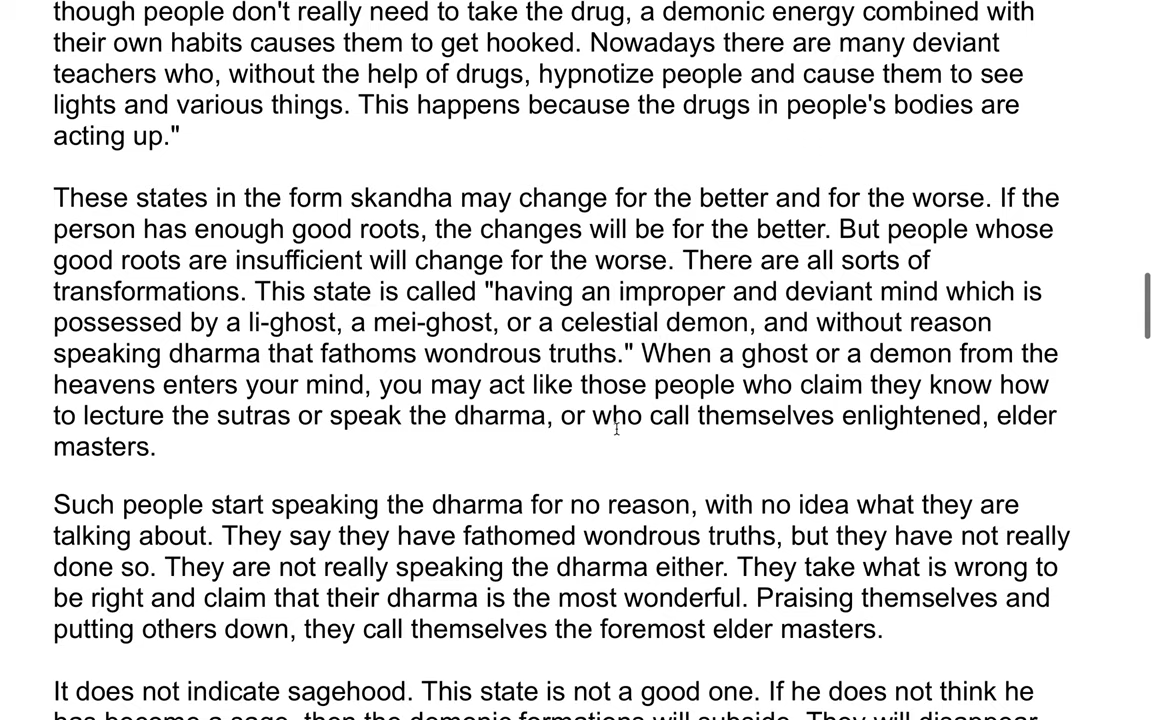 though people don't really need to take the drug, a demonic energy combined with
their own habits causes them to get hooked. Nowadays there are many deviant
teachers who, without the help of drugs, hypnotize people and cause them to see
lights and various things. This happens because the drugs in people's bodies are
acting up."
These states in the form skandha may change for the better and for the worse. If the
person has enough good roots, the changes will be for the better. But people whose
good roots are insufficient will change for the worse. There are all sorts of
transformations. This state is called "having an improper and deviant mind which is
possessed by a li-ghost, a mei-ghost, or a celestial demon, and without reason
speaking dharma that fathoms wondrous truths." When a ghost or a demon from the
heavens enters your mind, you may act like those people who claim they know how
to lecture the sutras or speak the dharma, or who call themselves enlightened, elder
masters.
Such people start speaking the dharma for no reason, with no idea what they are
talking about. They say they have fathomed wondrous truths, but they have not really
done so. They are not really speaking the dharma either. They take what is wrong to
be right and claim that their dharma is the most wonderful. Praising themselves and
putting others down, they call themselves the foremost elder masters.
It does not indicate sagehood. This state is not a good one. If he does not think he
has become a sage, then the demonic formations will subside. They will disappear